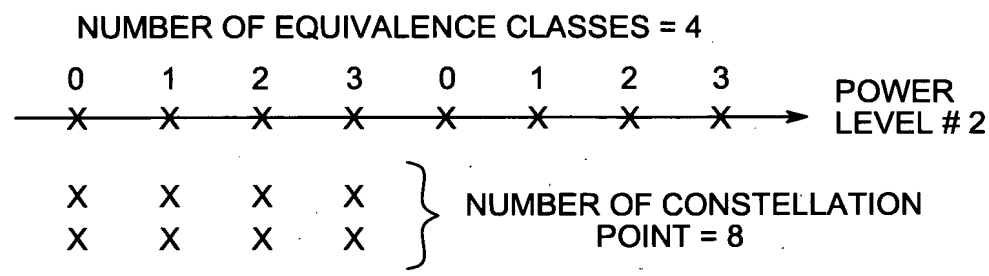 NUMBER OF EQUIVALENCE CLASSES = 4
0 1 2 3 0 1 2 3
X X X X X X X X
POWER
LEVEL # 2
X X X X
X X X X
NUMBER OF CONSTELLATION
POINT = 8